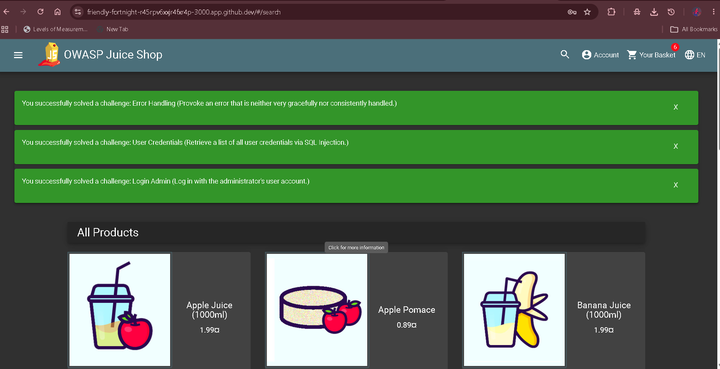 friendly-fortnight-r45rpv6xxjr4fxr4p-3000.app.github.dev/#/search
Levels of Measurem...
New Tab
All Bookmarks
OWASP Juice Shop
Account
Your Basket
6
EN
You successfully solved a challenge: Error Handling (Provoke an error that is neither very gracefully nor consistently handled.)
X
You successfully solved a challenge: User Credentials (Retrieve a list of all user credentials via SQL Injection.)
X
You successfully solved a challenge: Login Admin (Log in with the administrator's user account.)
X
All Products
Click for more information
Apple Juice
(1000ml)
1.99¤
Apple Pomace
0.89¤
Banana Juice
(1000ml)
1.99¤